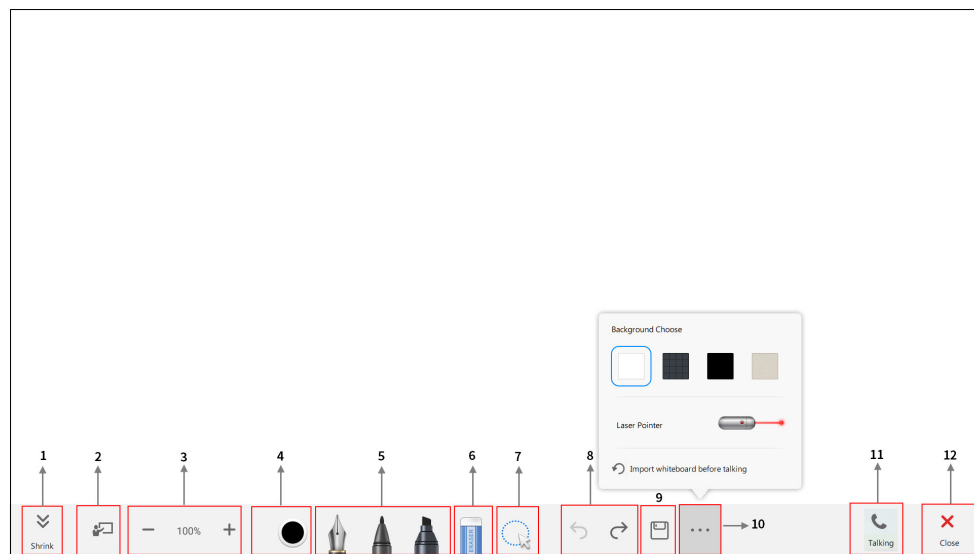 Background Choose
Laser Pointer
Import whiteboard before talking
1
2
3
4
5
6
7
8
9
10
11
12
Shrink
100%
ERASER
Talking
Close